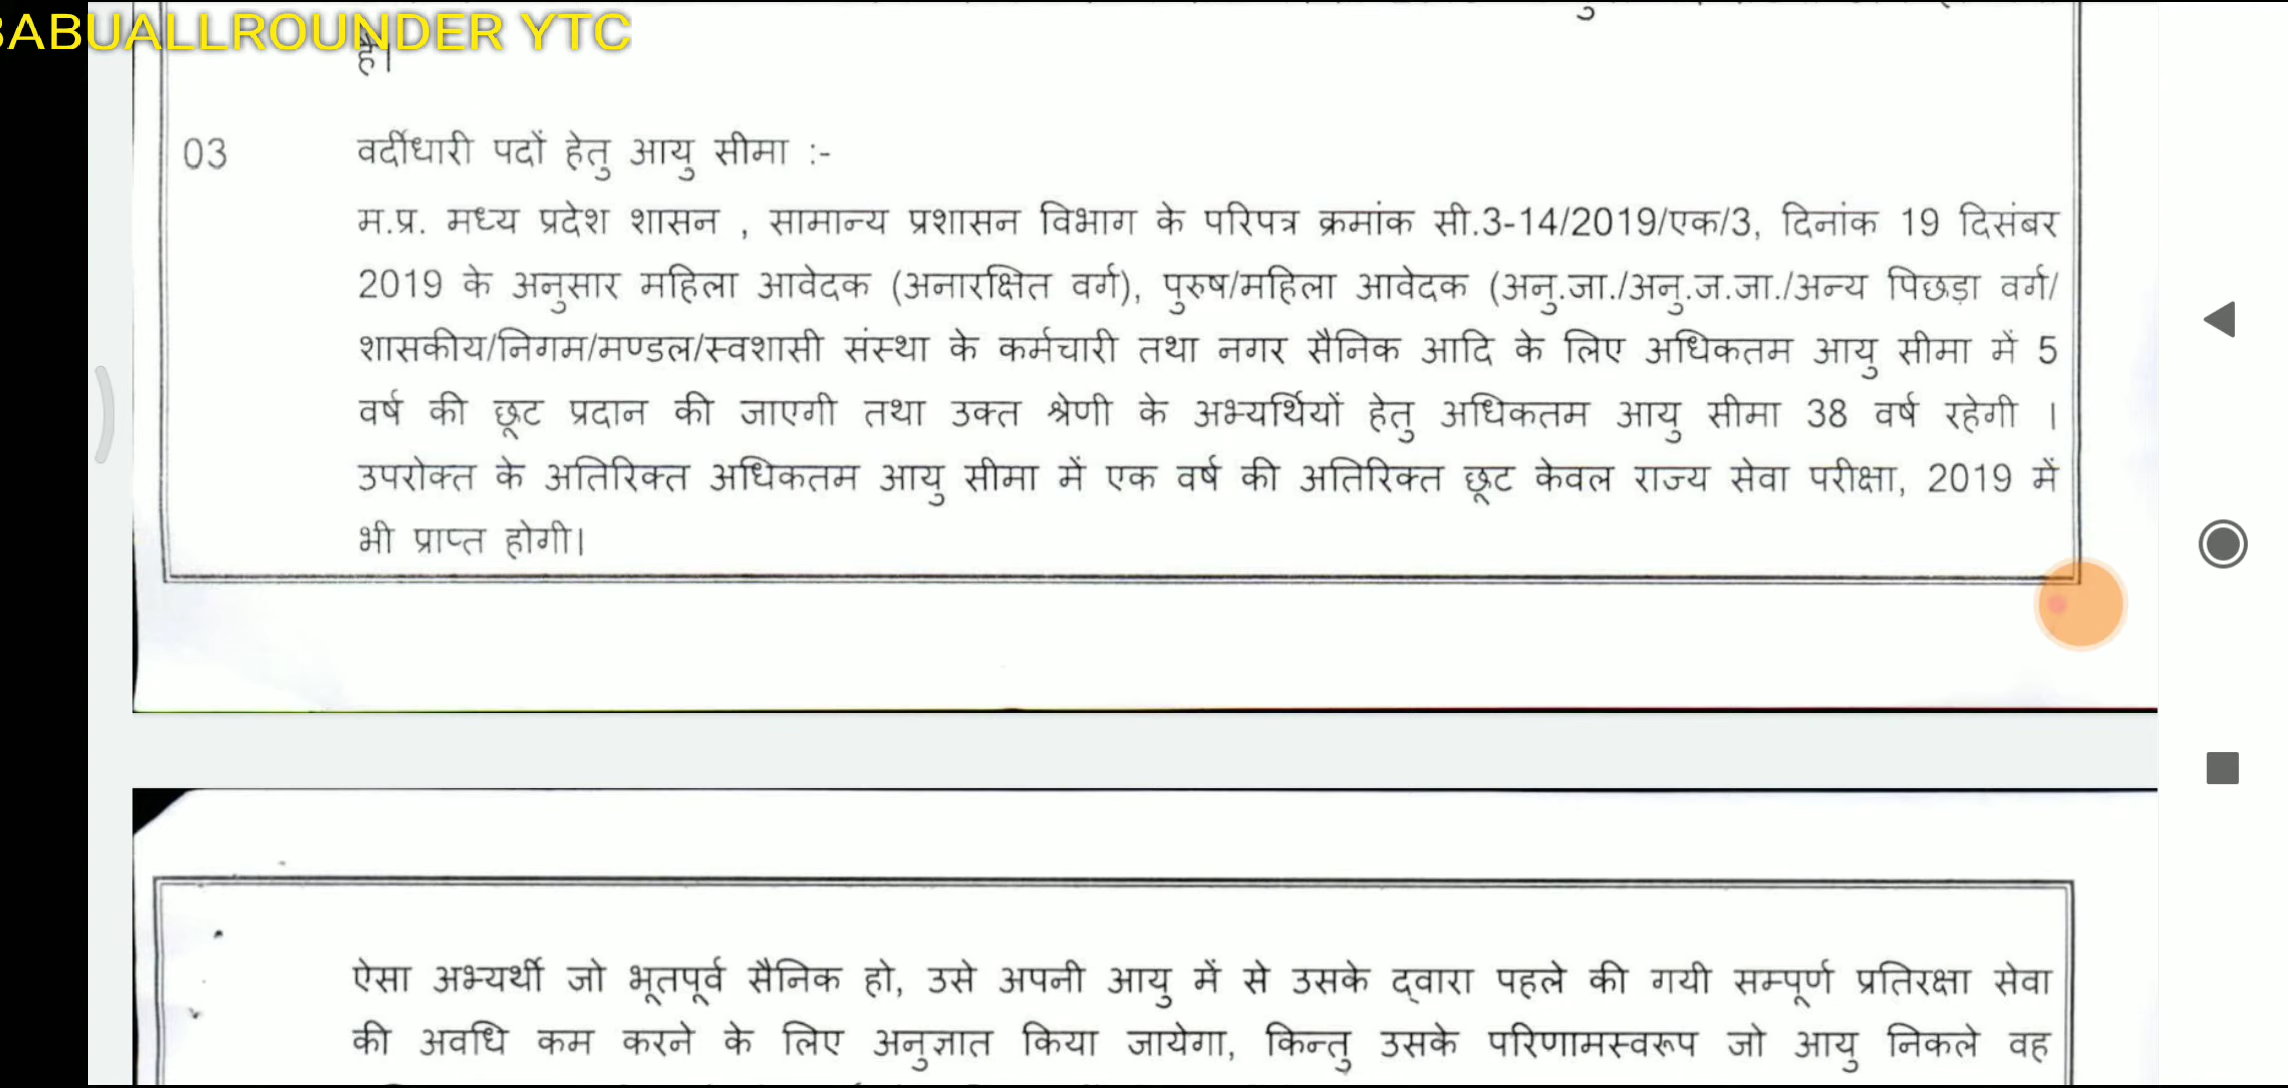 BABUALLROUNDER YTC
है।
03 वर्दीधारी पदों हेतु आयु सीमा :-
म.प्र. मध्य प्रदेश शासन , सामान्य प्रशासन विभाग के परिपत्र क्रमांक सी.3-14/2019/एक/3, दिनांक 19 दिसंबर
2019 के अनुसार महिला आवेदक (अनारक्षित वर्ग), पुरुष/महिला आवेदक (अनु.जा./अनु.ज.जा./अन्य पिछड़ा वर्ग/
शासकीय/निगम/मण्डल/स्वशासी संस्था के कर्मचारी तथा नगर सैनिक आदि के लिए अधिकतम आयु सीमा में 5
वर्ष की छूट प्रदान की जाएगी तथा उक्त श्रेणी के अभ्यर्थियों हेतु अधिकतम आयु सीमा 38 वर्ष रहेगी ।
उपरोक्त के अतिरिक्त अधिकतम आयु सीमा में एक वर्ष की अतिरिक्त छूट केवल राज्य सेवा परीक्षा, 2019 में
भी प्राप्त होगी।
ऐसा अभ्यर्थी जो भूतपूर्व सैनिक हो, उसे अपनी आयु में से उसके द्वारा पहले की गयी सम्पूर्ण प्रतिरक्षा सेवा
की अवधि कम करने के लिए अनुज्ञात किया जायेगा, किन्तु उसके परिणामस्वरूप जो आयु निकले वह